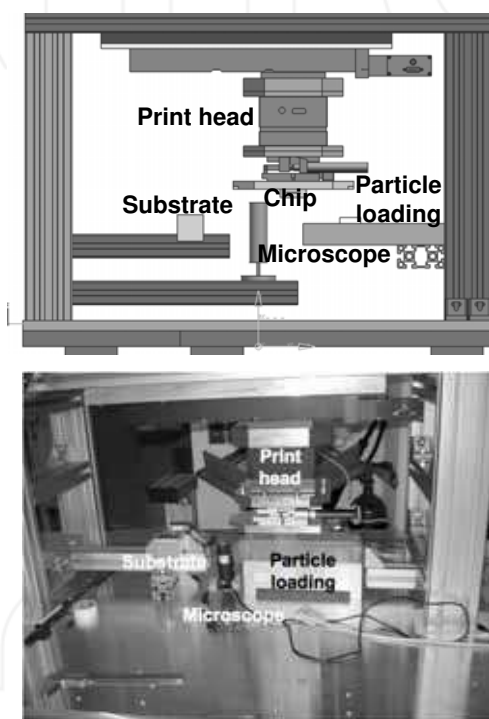 Print head
Chip
Particle
loading
Substrate
Microscope
Print
head
Substrate
Particle
loading
Microscope